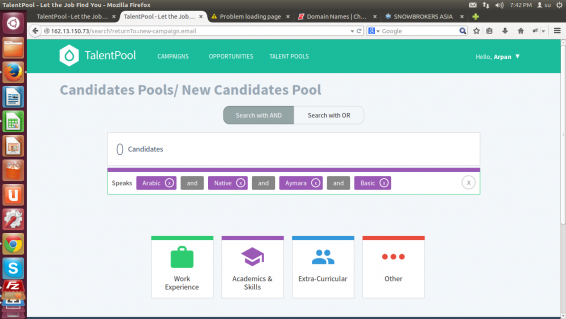 TalentPool - Let the Job Find You - Mozilla Firefox
7:42 PM su
TalentPool - Let the Job...
TalentPool - Let the Job...
Problem loading page
Domain Names | Ch...
SNOWBROKERS ASIA
162.13.150.73/search?returnTo=new-campaign.email
Google
TalentPool
CAMPAIGNS
OPPORTUNITIES
TALENT POOLS
Hello, Arpan
Candidates Pools/ New Candidates Pool
Search with AND
Search with OR
0 Candidates
Speaks Arabic x and Native x and Aymara x and Basic x x
Work
Experience
Academics &
Skills
Extra-Curricular
Other